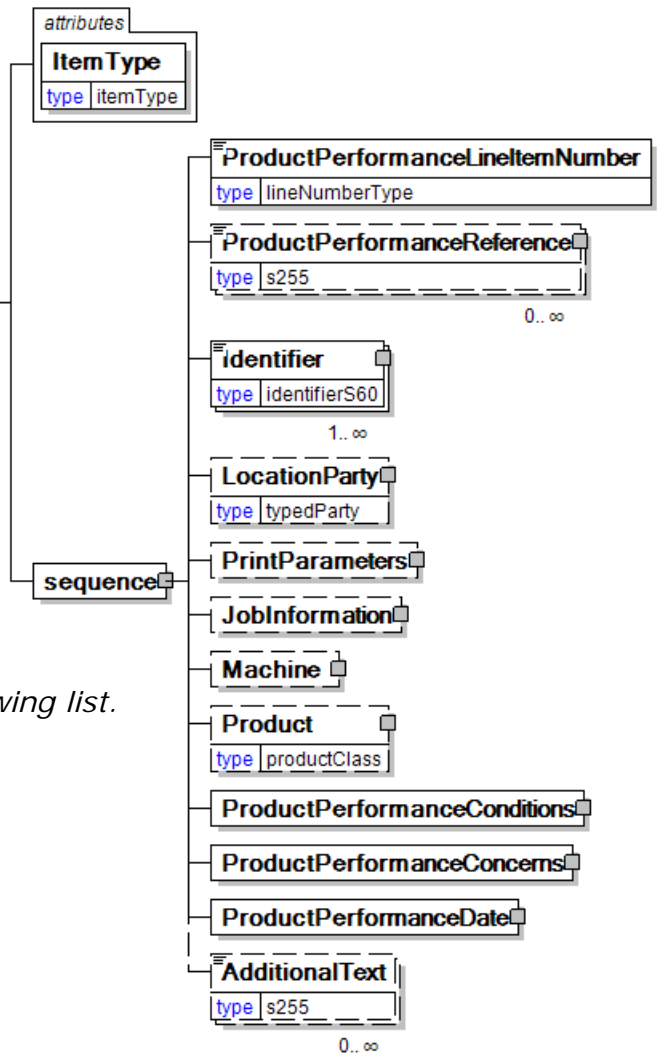 attributes
ItemType
type itemType
ProductPerformanceLineItemNumber
type lineNumberType
ProductPerformanceReference
type s255
0.. ∞
Identifier
type identifierS60
1.. ∞
LocationParty
type typedParty
PrintParameters
sequence
JobInformation
Machine
wing list.
Product
type productClass
ProductPerformanceConditions
ProductPerformanceConcerns
ProductPerformanceDate
AdditionalText
type s255
0.. ∞